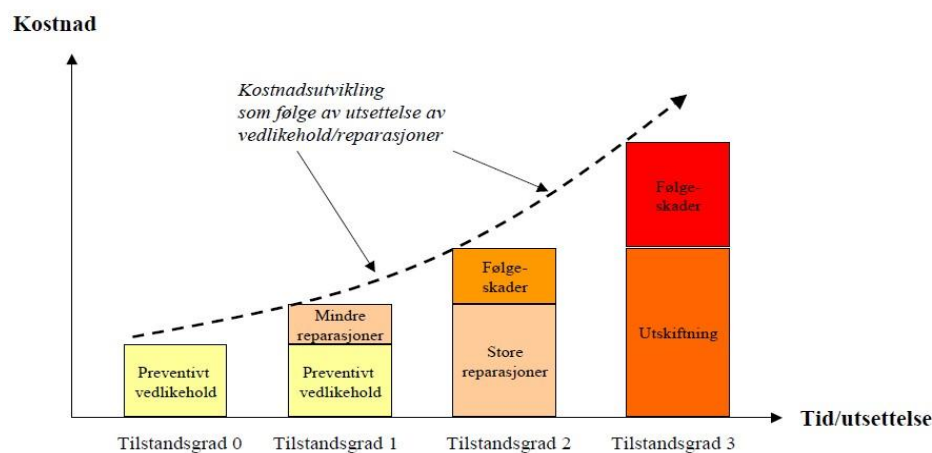 Kostnad
Kostnadsutvikling
som følge av utsettelse av
vedlikehold/reparasjoner
Følge-
skader
Utskiftning
Følge-
skader
Store
reparasjoner
Mindre
reparasjoner
Preventivt
vedlikehold
Preventivt
vedlikehold
Tid/utsettelse
Tilstandsgrad 0
Tilstandsgrad 1
Tilstandsgrad 2
Tilstandsgrad 3